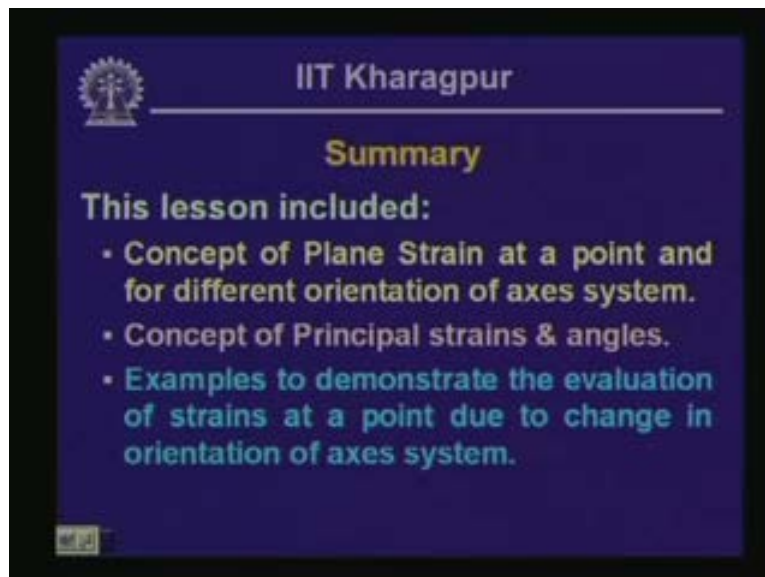 IIT Kharagpur
Summary
This lesson included:
▪ Concept of Plane Strain at a point and
for different orientation of axes system.
▪ Concept of Principal strains & angles.
▪ Examples to demonstrate the evaluation
of strains at a point due to change in
orientation of axes system.